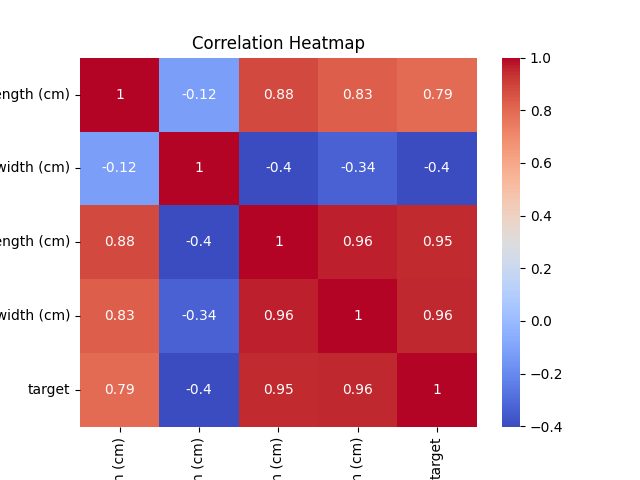 Correlation Heatmap
ength (cm) 1 -0.12 0.88 0.83 0.79
width (cm) -0.12 1 -0.4 -0.34 -0.4
ength (cm) 0.88 -0.4 1 0.96 0.95
width (cm) 0.83 -0.34 0.96 1 0.96
target 0.79 -0.4 0.95 0.96 1
(cm) (cm) (cm) (cm) target
1.0
0.8
0.6
0.4
0.2
0.0
−0.2
−0.4